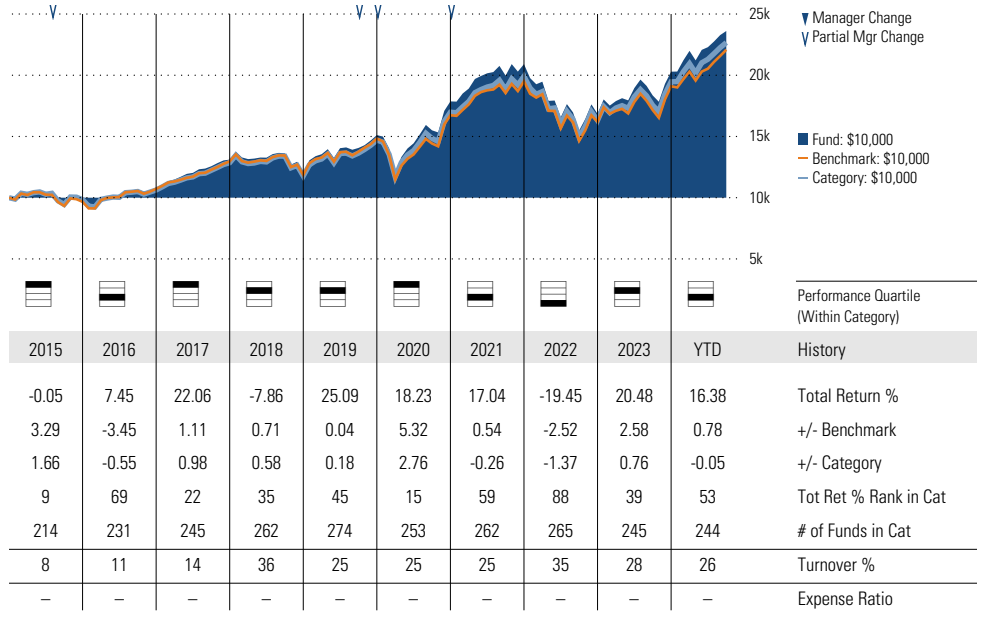 25k
Manager Change
Partial Mgr Change
20k
15k
Fund: $10,000
Benchmark: $10,000
Category: $10,000
10k
5k
Performance Quartile
(Within Category)
2015 2016 2017 2018 2019 2020 2021 2022 2023 YTD History
-0.05 7.45 22.06 -7.86 25.09 18.23 17.04 -19.45 20.48 16.38 Total Return %
3.29 -3.45 1.11 0.71 0.04 5.32 0.54 -2.52 2.58 0.78 +/- Benchmark
1.66 -0.55 0.98 0.58 0.18 2.76 -0.26 -1.37 0.76 -0.05 +/- Category
9 69 22 35 45 15 59 88 39 53 Tot Ret % Rank in Cat
214 231 245 262 274 253 262 265 245 244 # of Funds in Cat
8 11 14 36 25 25 25 35 28 26 Turnover %
– – – – – – – – – – Expense Ratio